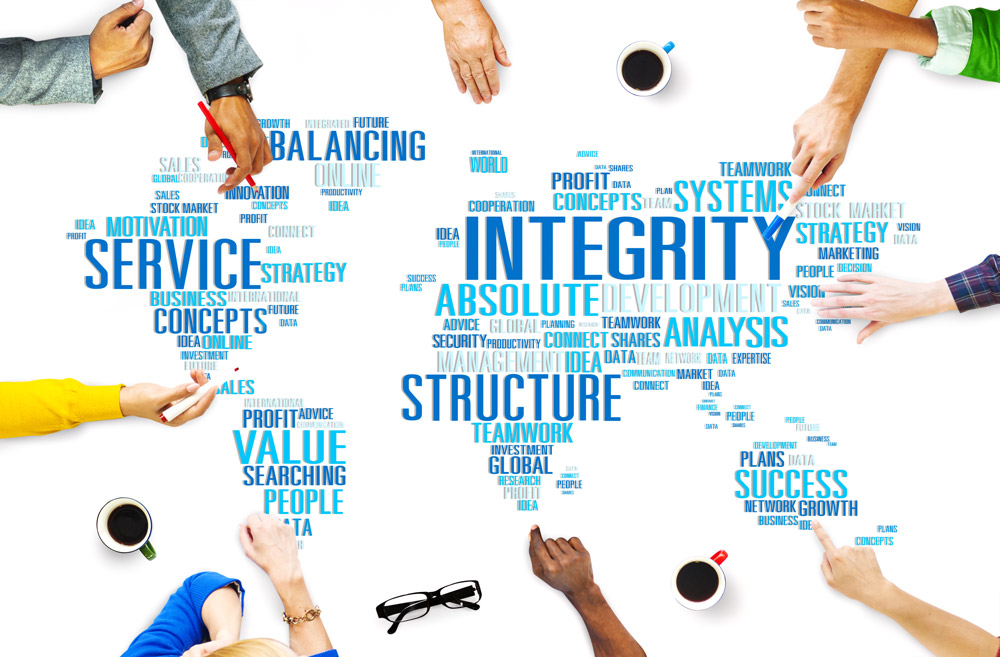 GROWTH INTEGRATED FUTURE
BALANCING
SALES
ONLINE
GLOBAL COOPERATION
PRODUCTIVITY
SALES INNOVATION
STOCK MARKET CONCEPTS IDEA
IDEA MOTIVATION PROFIT
PROFIT CONNECT
SERVICE IDEA
STRATEGY
BUSINESS INTERNATIONAL
CONCEPTS FUTURE
DATA
IDEA ONLINE
INVESTMENT
FUTURE
SALES
INTERNATIONAL
PROFIT ADVICE
COMMUNICATION
VALUE
SEARCHING
PEOPLE
DATA
INTERNATIONAL
WORLD
ADVICE
DATA SHARES TEAMWORK
PROFIT DATA PLAN SYSTEMS CONNECT
SHARES
COOPERATION CONCEPTS TEAM STOCK MARKET
IDEA INTEGRITY STRATEGY VISION
PEOPLE DATA
MARKETING
PEOPLE DECISION
SUCCESS
PLANS
ABSOLUTE DEVELOPMENT VISION
SALES
ADVICE GLOBAL PLANNING RESEARCH TEAMWORK ANALYSIS COMMUNICATION
DATA
SECURITY PRODUCTIVITY CONNECT SHARES
MANAGEMENT IDEA DATA TEAM NETWORK DATA EXPERTISE
STRUCTURE COMMUNICATION MARKET DATA
CONNECT IDEA
PLANS
FINANCE VISION CONNECT
PEOPLE
DATA SHARES
TEAMWORK
INVESTMENT
GLOBAL
RESEARCH DATA
CONNECT
PROFIT PEOPLE
SHARES
IDEA
PEOPLE
FUTURE
DEVELOPMENT BUSINESS
TEAM
PLANS DATA
SUCCESS
NETWORK GROWTH
BUSINESS IDEA
PLANS
CONCEPTS